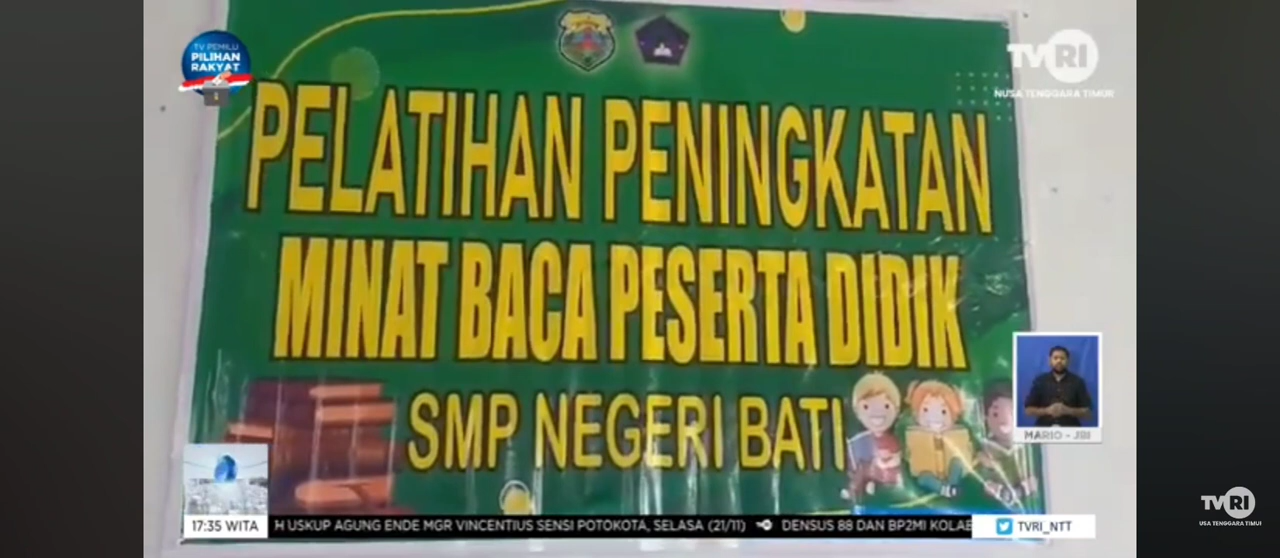 TV PEMILU
PILIHAN
RAKYAT
TVRI
NUSA TENGGARA TIMUR
PELATIHAN PENINGKATAN
MINAT BACA PESERTA DIDIK
SMP NEGERI BATI
MARIO - JBI
17:35 WITA
H USKUP AGUNG ENDE MGR VINCENTIUS SENSI POTOKOTA, SELASA (21/11) DENSUS 88 DAN BP2MI KOLAB
TVRI_NTT
TVRI
NUSA TENGGARA TIMUR